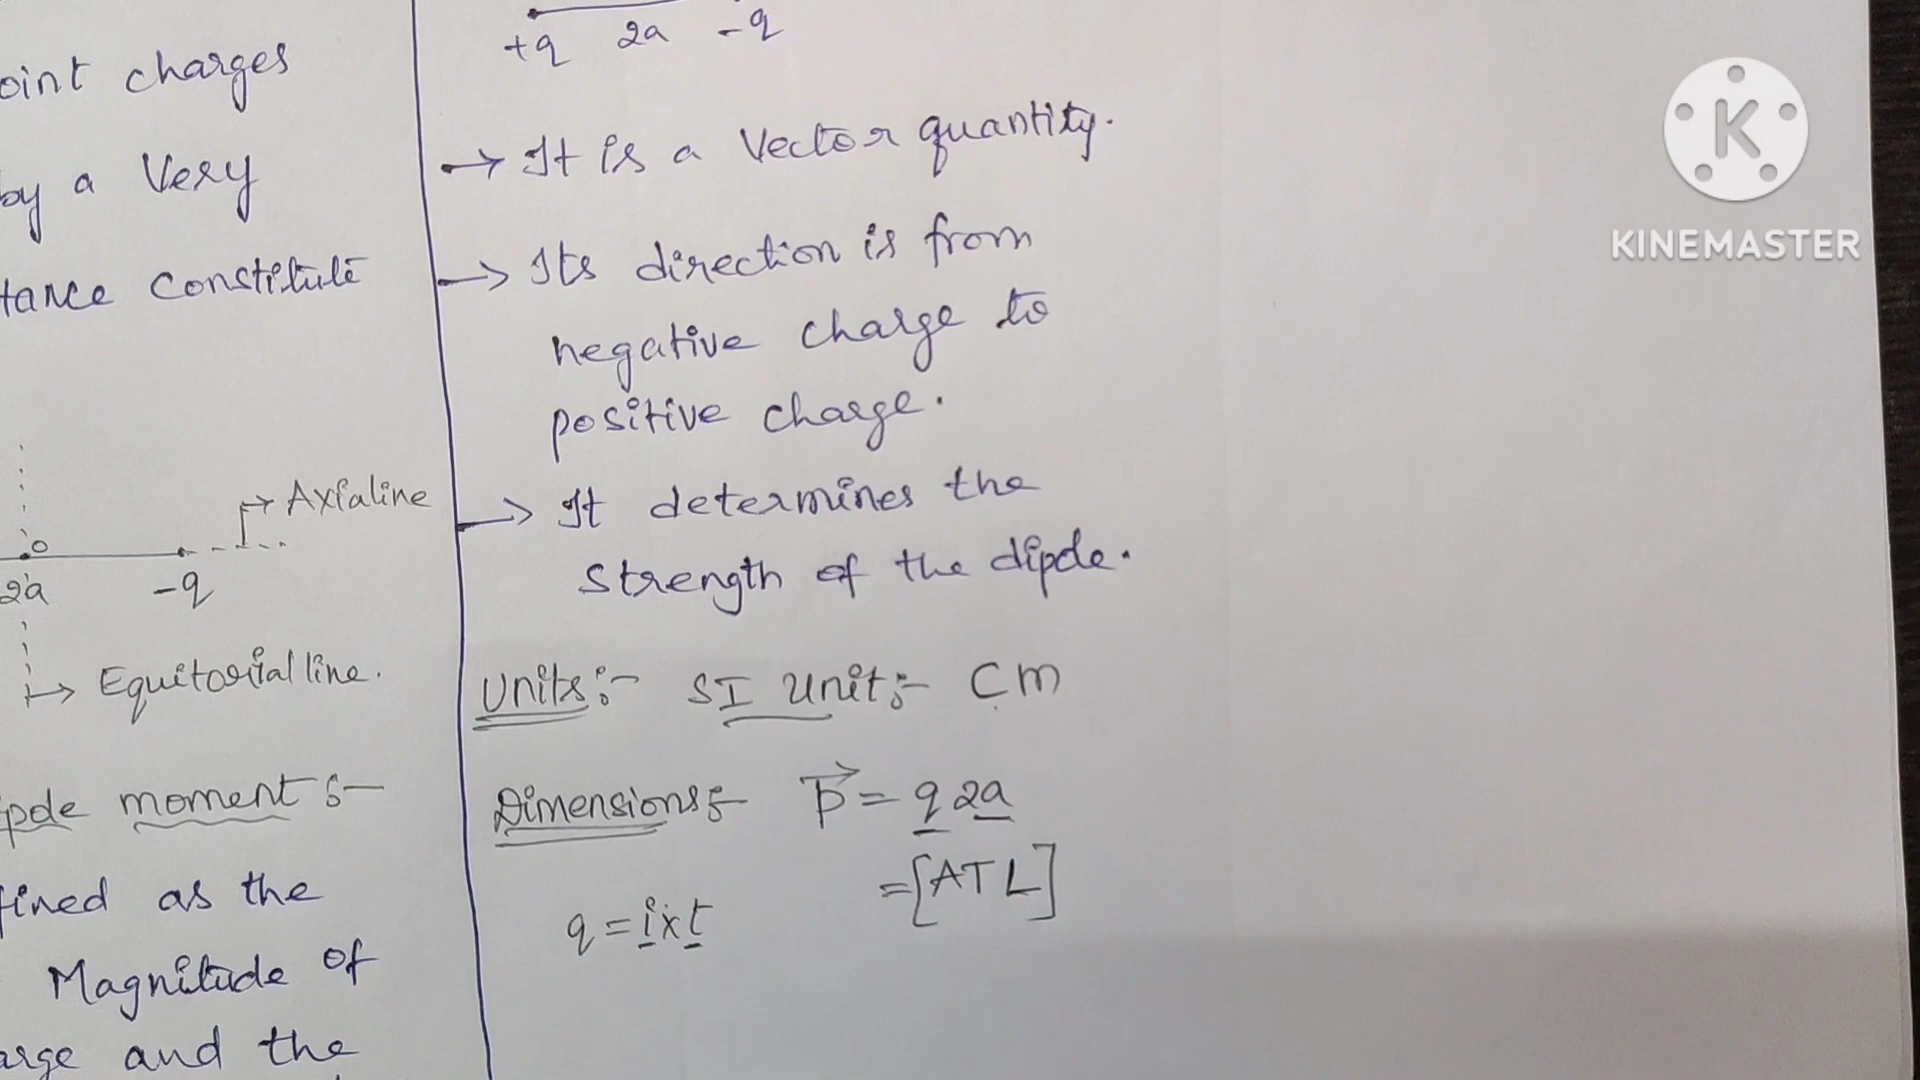 oint charges
by a Very
tance constitute
→ Axialine
o
2a -q
→ Equitorial line.
pole moment :-
fined as the
Magnitude of
arge and the
+q 2a -q
→ It is a Vector quantity.
→ Its direction is from
negative charge to
positive charge.
→ It determines the
Strength of the dipole.
Units :- SI unit :- Cm
Dimensions :- p⃗ = q 2a
= [ATL]
q = i×t
K
KINEMASTER